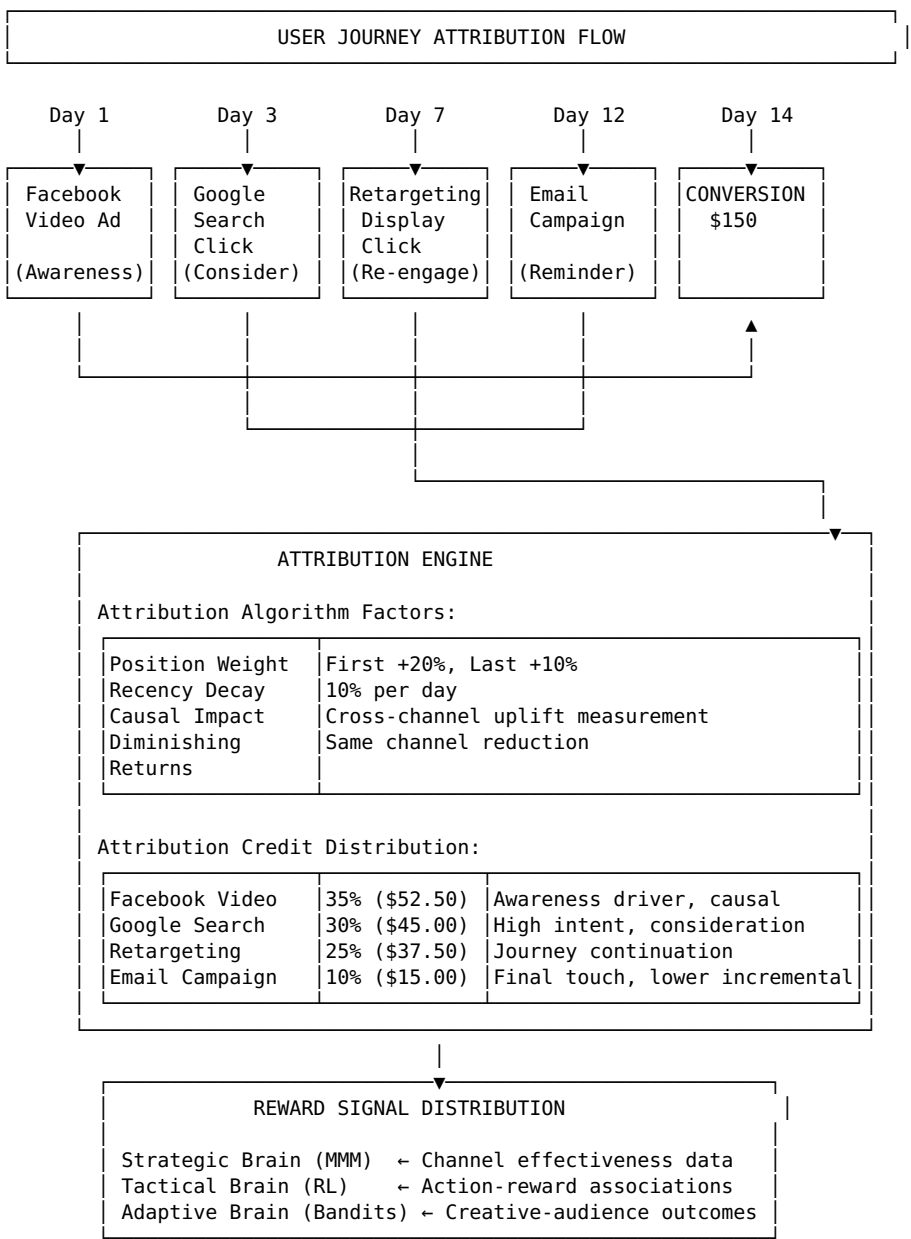 USER JOURNEY ATTRIBUTION FLOW
Day 1 Day 3 Day 7 Day 12 Day 14
Facebook Google Retargeting Email CONVERSION
Video Ad Search Display Campaign $150
Click Click
(Awareness) (Consider) (Re-engage) (Reminder)
ATTRIBUTION ENGINE
Attribution Algorithm Factors:
Position Weight First +20%, Last +10%
Recency Decay 10% per day
Causal Impact Cross-channel uplift measurement
Diminishing Same channel reduction
Returns
Attribution Credit Distribution:
Facebook Video 35% ($52.50) Awareness driver, causal
Google Search 30% ($45.00) High intent, consideration
Retargeting 25% ($37.50) Journey continuation
Email Campaign 10% ($15.00) Final touch, lower incremental
REWARD SIGNAL DISTRIBUTION
Strategic Brain (MMM) ← Channel effectiveness data
Tactical Brain (RL) ← Action-reward associations
Adaptive Brain (Bandits) ← Creative-audience outcomes